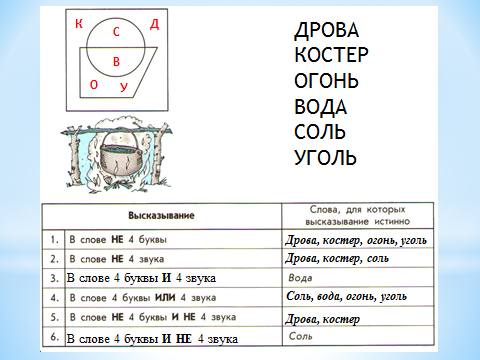 К С Д
В
О У
ДРОВА
КОСТЕР
ОГОНЬ
ВОДА
СОЛЬ
УГОЛЬ
Высказывание Слова, для которых высказывание истинно
1. В слове НЕ 4 буквы Дрова, костер, огонь, уголь
2. В слове НЕ 4 звука Дрова, костер, соль
3. В слове 4 буквы И 4 звука Вода
4. В слове 4 буквы ИЛИ 4 звука Соль, вода, огонь, уголь
5. В слове НЕ 4 буквы И НЕ 4 звука Дрова, костер
6. В слове 4 буквы И НЕ 4 звука Соль